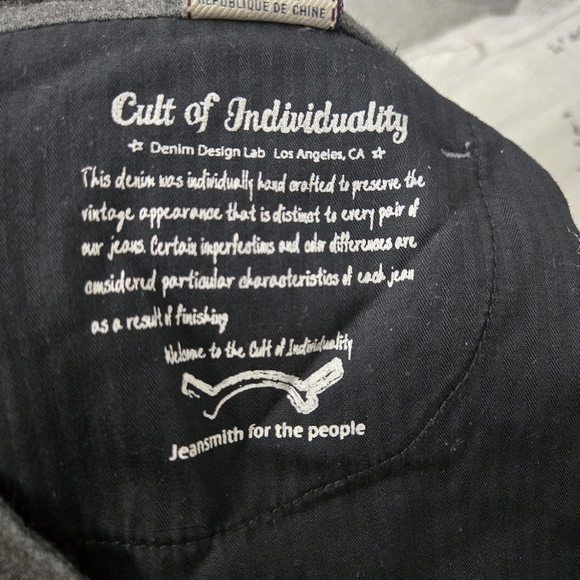 REPUBLIQUE DE CHINE
Cult of Individuality
Denim Design Lab Los Angeles, CA
This denim was individually hand crafted to preserve the
vintage appearance that is distinct to every pair of
our jeans. Certain imperfections and color differences are
considered particular characteristics of each jean
as a result of finishing
Welcome to the Cult of Individuality
Jeansmith for the people